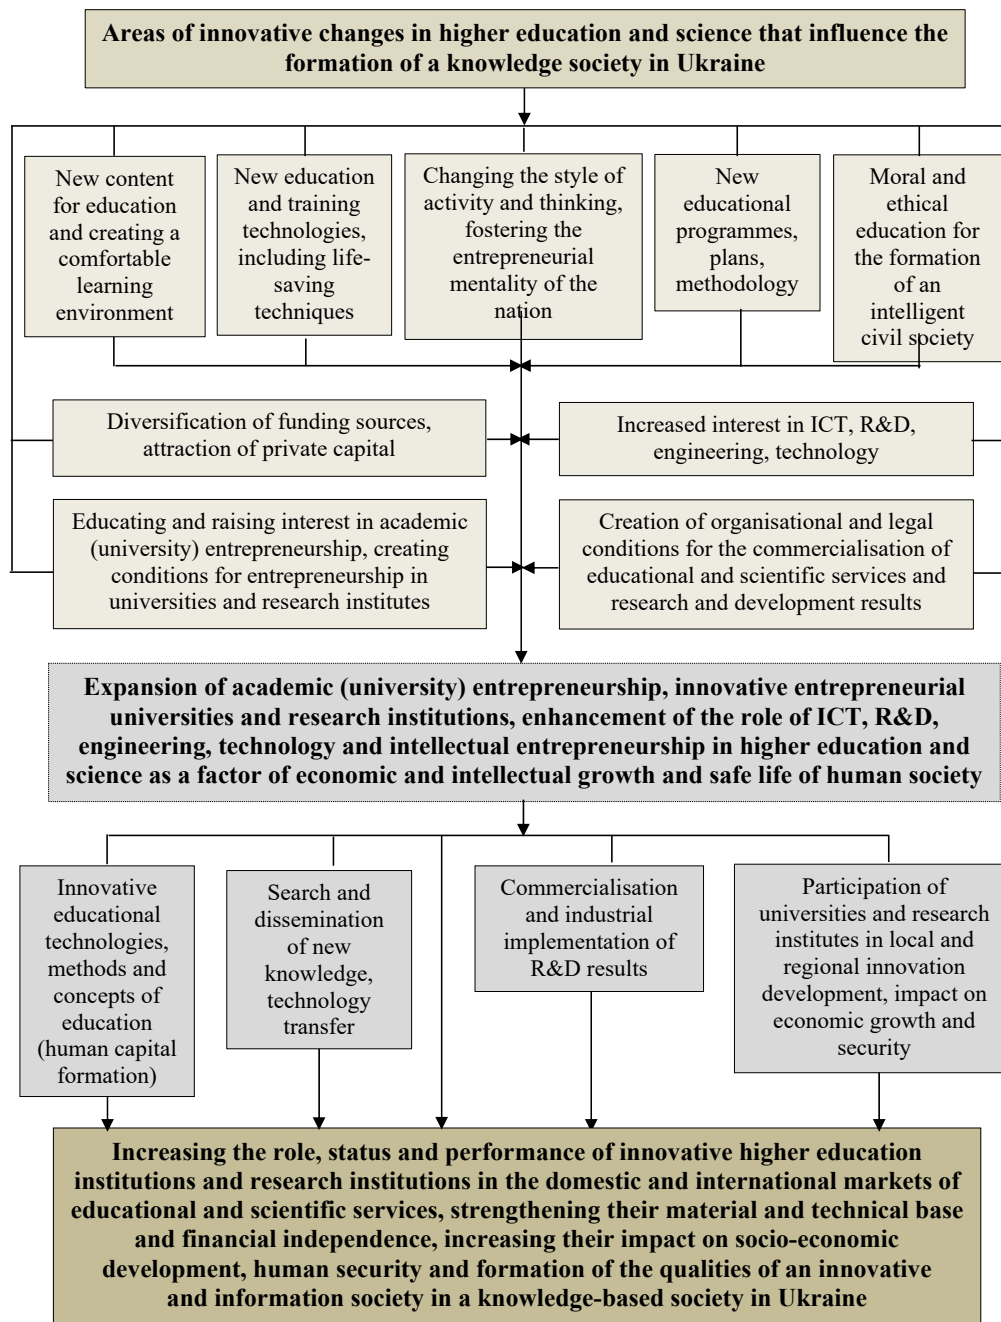 Areas of innovative changes in higher education and science that influence the
formation of a knowledge society in Ukraine
New content
for education
and creating a
comfortable
learning
environment
New education
and training
technologies,
including life-
saving
techniques
Changing the style of
activity and thinking,
fostering the
entrepreneurial
mentality of the
nation
New
educational
programmes,
plans,
methodology
Moral and
ethical
education for
the formation
of an
intelligent
civil society
Diversification of funding sources,
attraction of private capital
Increased interest in ICT, R&D,
engineering, technology
Educating and raising interest in academic
(university) entrepreneurship, creating
conditions for entrepreneurship in
universities and research institutes
Creation of organisational and legal
conditions for the commercialisation of
educational and scientific services and
research and development results
Expansion of academic (university) entrepreneurship, innovative entrepreneurial
universities and research institutions, enhancement of the role of ICT, R&D,
engineering, technology and intellectual entrepreneurship in higher education and
science as a factor of economic and intellectual growth and safe life of human society
Innovative
educational
technologies,
methods and
concepts of
education
(human capital
formation)
Search and
dissemination
of new
knowledge,
technology
transfer
Commercialisation
and industrial
implementation of
R&D results
Participation of
universities and research
institutes in local and
regional innovation
development, impact on
economic growth and
security
Increasing the role, status and performance of innovative higher education
institutions and research institutions in the domestic and international markets of
educational and scientific services, strengthening their material and technical base
and financial independence, increasing their impact on socio-economic
development, human security and formation of the qualities of an innovative
and information society in a knowledge-based society in Ukraine